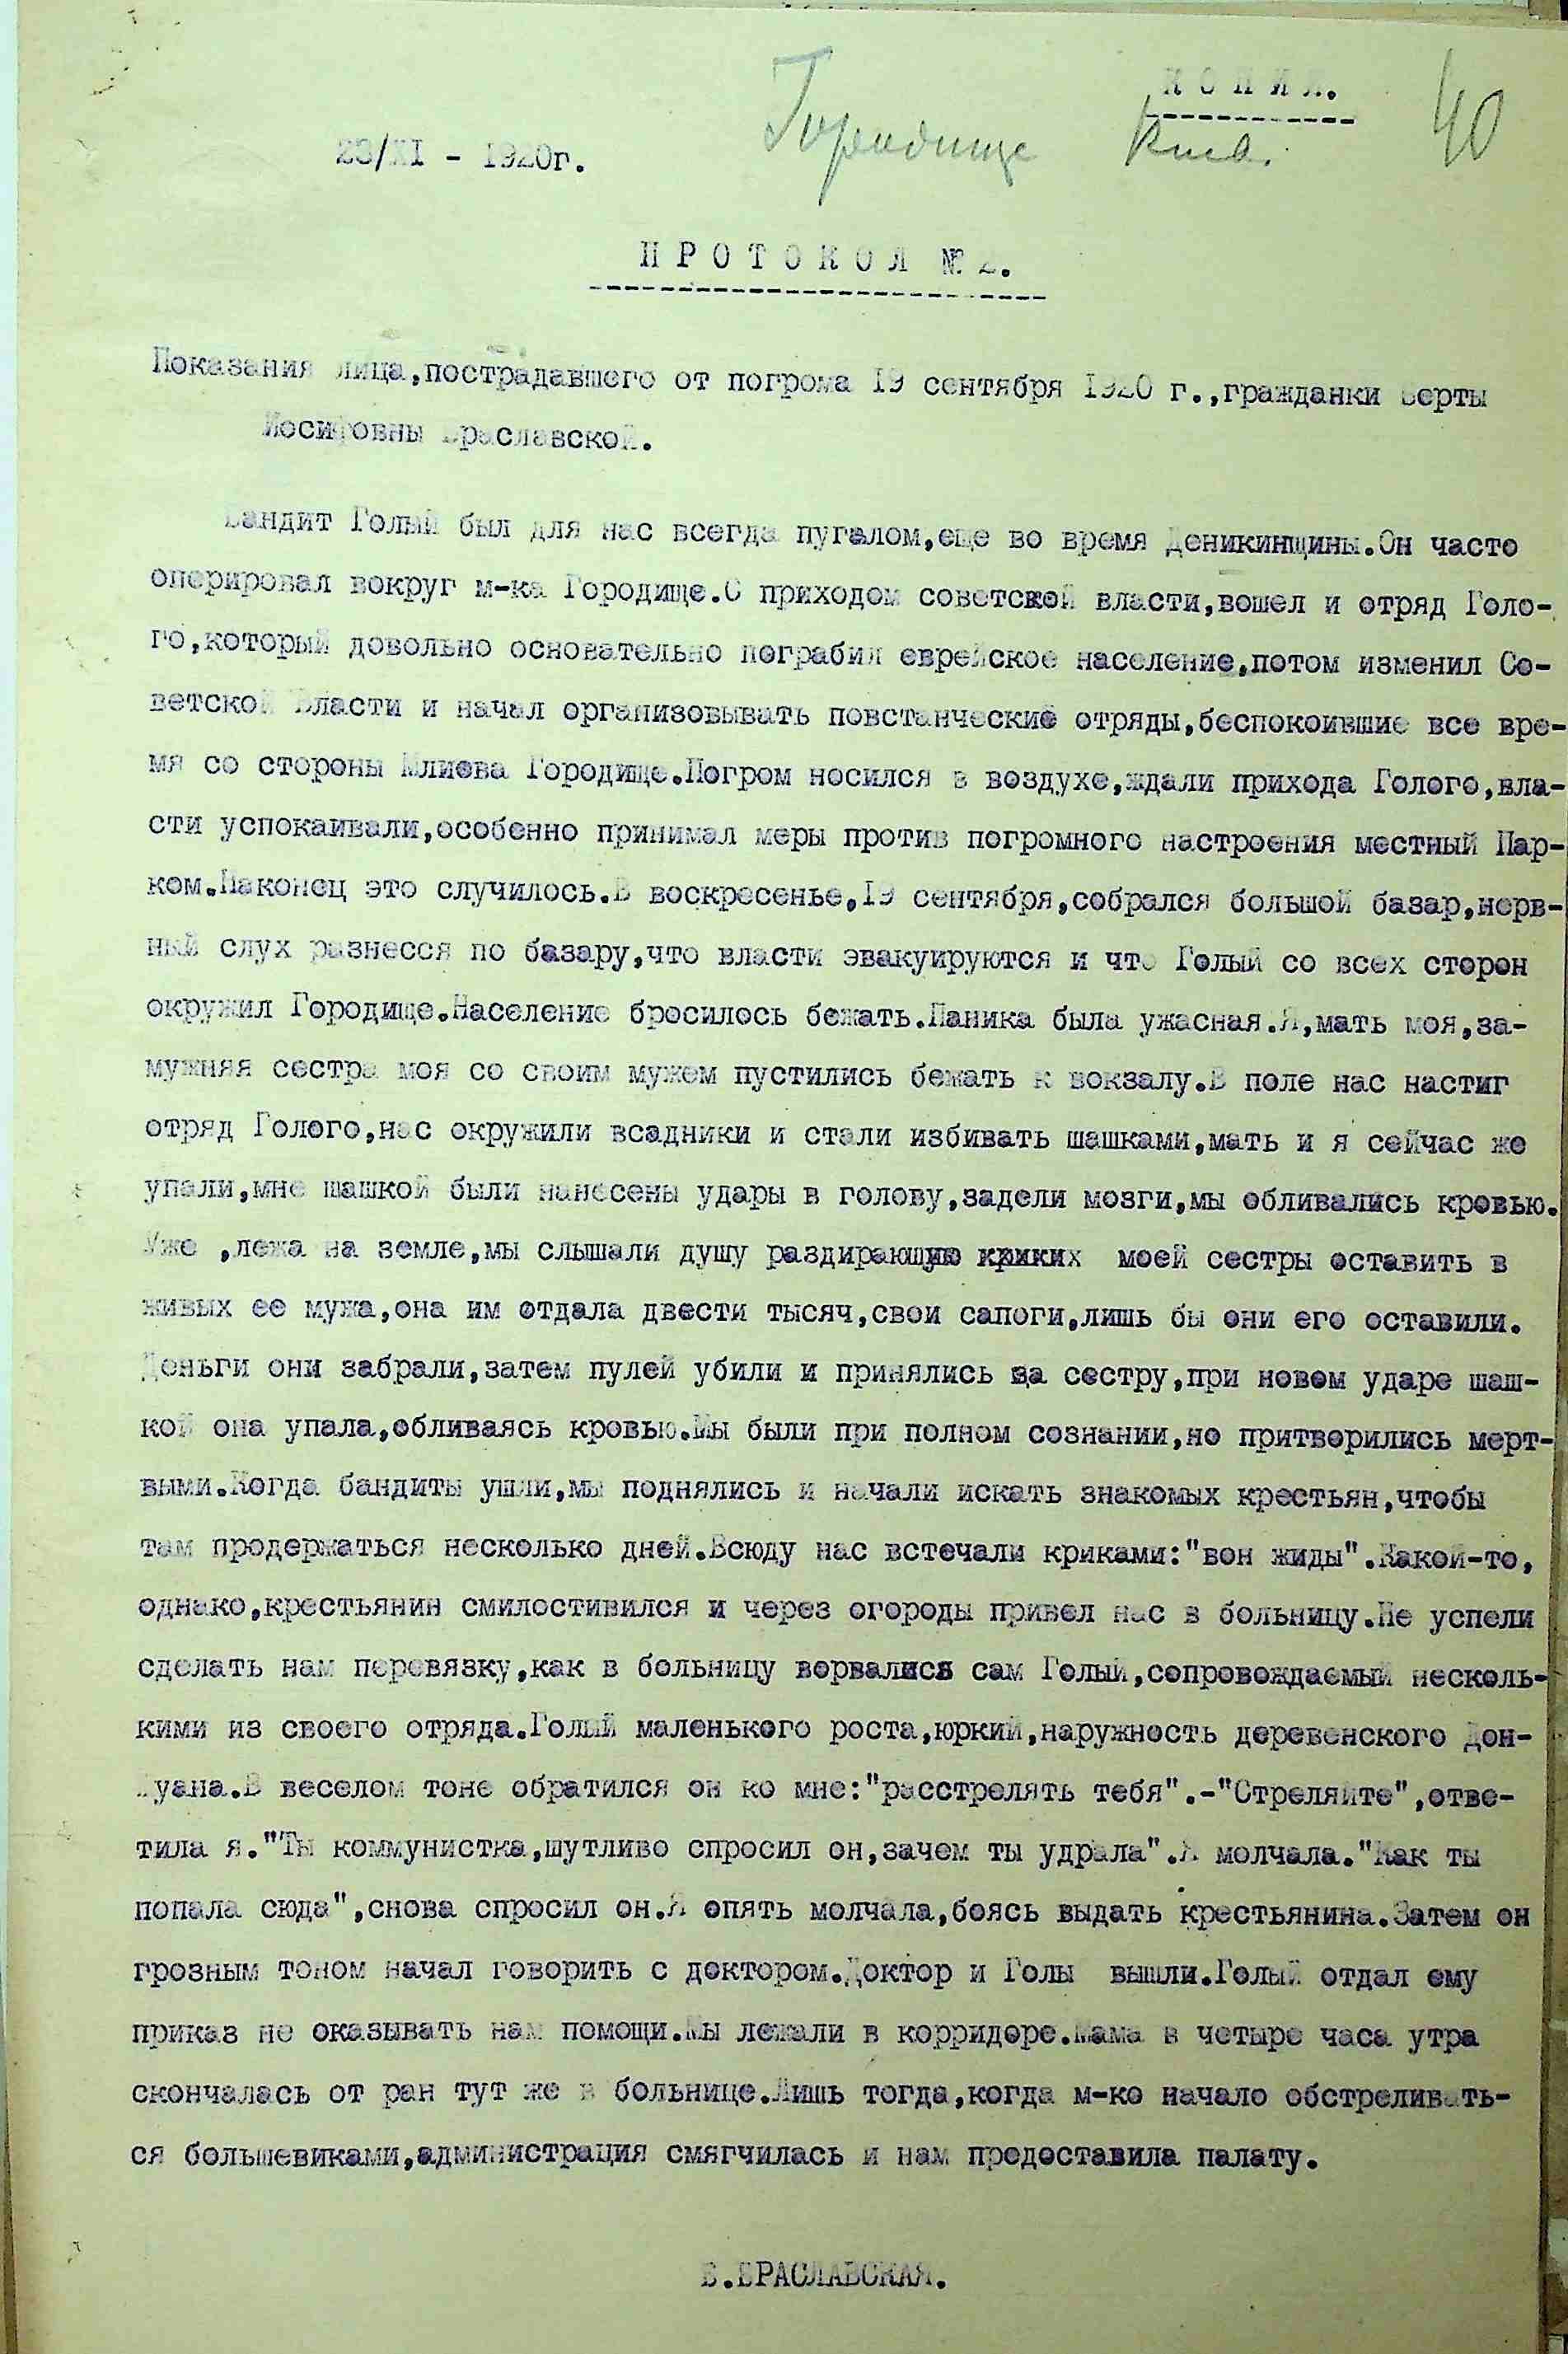 К О П И Я.
Городище Киев. 40
23/XI - 1920г.
П Р О Т О К О Л № 2.
Показания лица,пострадавшего от погрома 19 сентября 1920 г.,гражданки Берты
Иосифовны Браславской.
Бандит Голый был для нас всегда пугалом,еще во время Деникинщины.Он часто
оперировал вокруг м-ка Городище.С приходом советской власти,вошел и отряд Голо-
го,который довольно основательно пограбил еврейское население,потом изменил Со-
ветской Власти и начал организовывать повстанческие отряды,беспокоившие все вре-
мя со стороны Млиева Городище.Погром носился в воздухе,ждали прихода Голого,вла-
сти успокаивали,особенно принимал меры против погромного настроения местный Пар-
ком.Наконец это случилось.В воскресенье,19 сентября,собрался большой базар,нерв-
ный слух разнесся по базару,что власти эвакуируются и что Голый со всех сторон
окружил Городище.Население бросилось бежать.Паника была ужасная.Я,мать моя,за-
мужняя сестра моя со своим мужем пустились бежать к вокзалу.В поле нас настиг
отряд Голого,нас окружили всадники и стали избивать шашками,мать и я сейчас же
упали,мне шашкой были нанесены удары в голову,задели мозги,мы обливались кровью.
Уже ,лежа на земле,мы слышали душу раздирающую криких моей сестры оставить в
живых ее мужа,она им отдала двести тысяч,свои сапоги,лишь бы они его оставили.
Деньги они забрали,затем пулей убили и принялись за сестру,при новом ударе шаш-
кой она упала,обливаясь кровью.Мы были при полном сознании,но притворились мерт-
выми.Когда бандиты ушли,мы поднялись и начали искать знакомых крестьян,чтобы
там продержаться несколько дней.Всюду нас встечали криками:"вон жиды".Какой-то,
однако,крестьянин смилостивился и через огороды привел нас в больницу.Не успели
сделать нам перевязку,как в больницу ворвался сам Голый,сопровождаемый несколь-
кими из своего отряда.Голый маленького роста,юркий,наружность деревенского Дон-
Жуана.В веселом тоне обратился он ко мне:"расстрелять тебя".-"Стреляйте",отве-
тила я."Ты коммунистка,шутливо спросил он,зачем ты удрала".Я молчала."Как ты
попала сюда",снова спросил он.Я опять молчала,боясь выдать крестьянина.Затем он
грозным тоном начал говорить с доктором.Доктор и Голы вышли.Голый отдал ему
приказ не оказывать нам помощи.Мы лежали в корридоре.Мама в четыре часа утра
скончалась от ран тут же в больнице.Лишь тогда,когда м-ко начало обстреливать-
ся большевиками,администрация смягчилась и нам предоставила палату.
Б.БРАСЛАВСКАЯ.